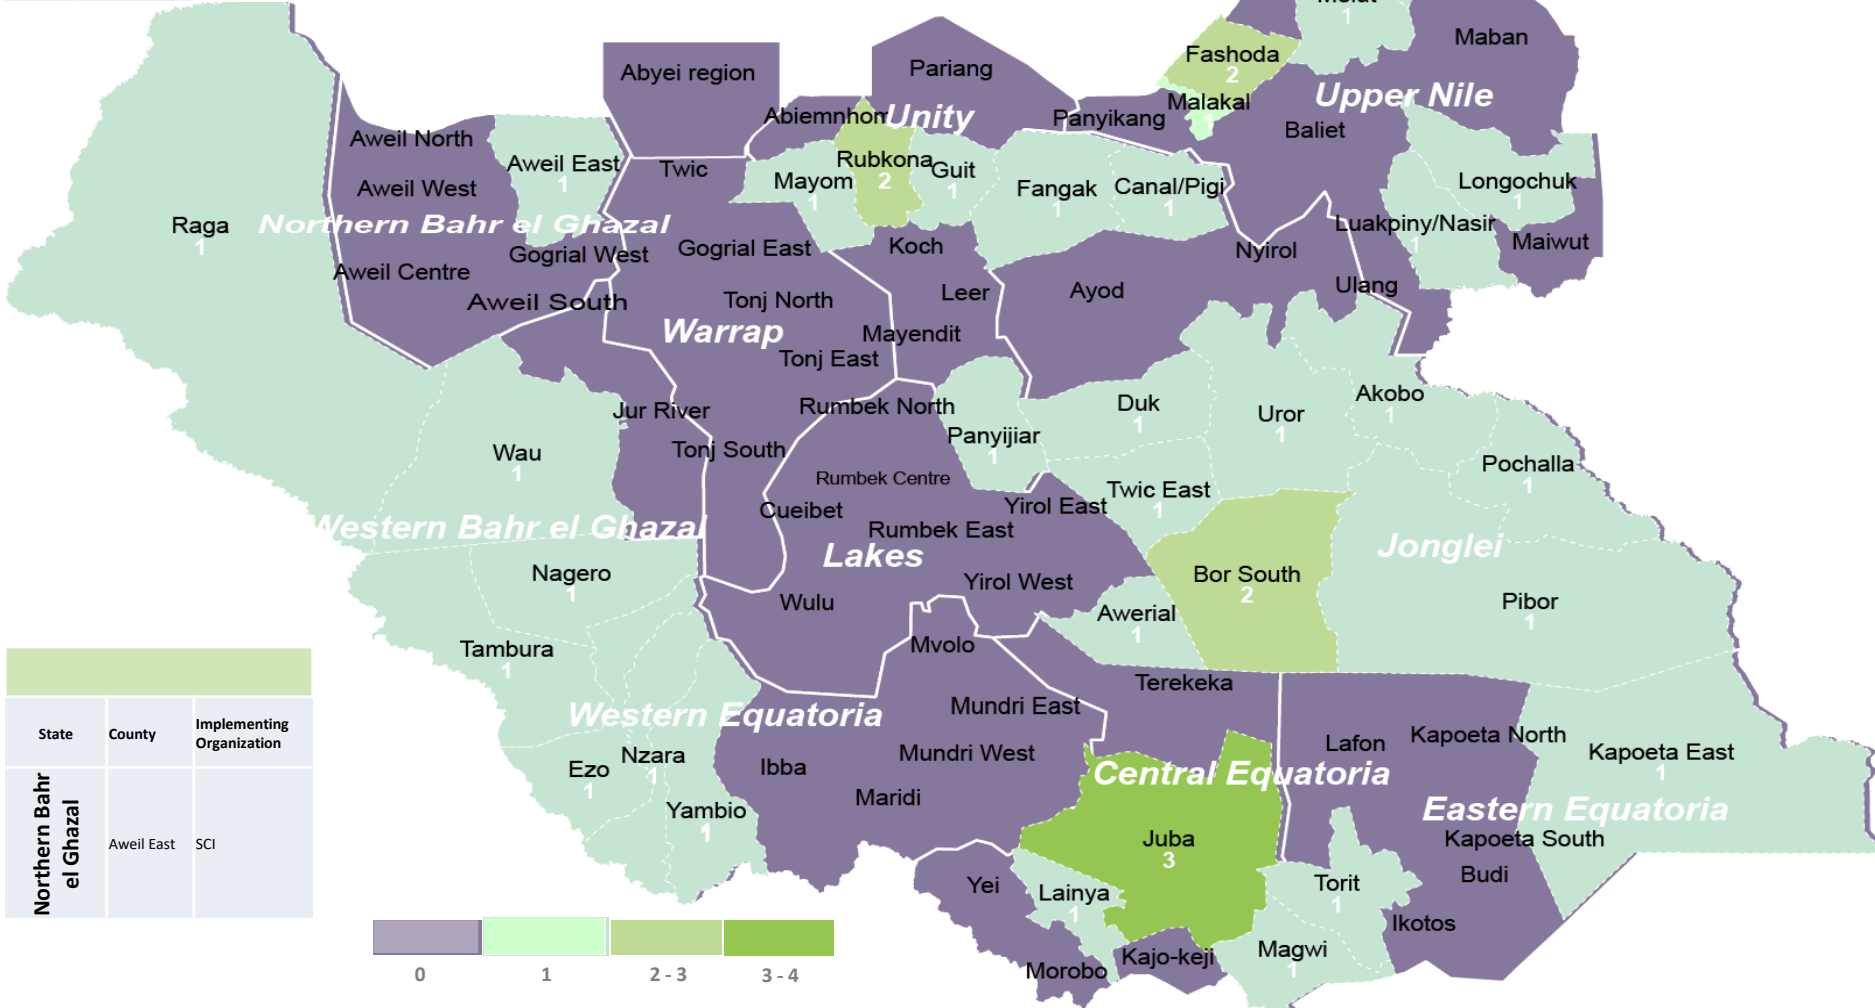 Melut
1
Maban
Fashoda
2
Abyei region
Pariang
Upper Nile
Malakal
1
Abiemnhom
Unity
Panyikang
Baliet
Aweil North
Aweil East
1
Twic
Rubkona
2
Mayom
1
Guit
1
Fangak
1
Canal/Pigi
1
Longochuk
1
Aweil West
Raga
1
Northern Bahr el Ghazal
Luakpiny/Nasir
1
Maiwut
Gogrial West
Gogrial East
Koch
Nyirol
Aweil Centre
Aweil South
Tonj North
Leer
Ayod
Ulang
Warrap
Mayendit
Tonj East
Jur River
Rumbek North
Duk
1
Uror
1
Akobo
1
Panyijiar
1
Wau
1
Tonj South
Pochalla
1
Rumbek Centre
Twic East
1
Cueibet
Yirol East
Western Bahr el Ghazal
Rumbek East
Lakes
Jonglei
Nagero
1
Yirol West
Bor South
2
Wulu
Awerial
1
Pibor
1
Tambura
1
Mvolo
Terekeka
Western Equatoria
Mundri East
Kapoeta North
Lafon
Kapoeta East
1
Nzara
1
Ezo
1
Ibba
Mundri West
Central Equatoria
Maridi
Yambio
1
Eastern Equatoria
Juba
3
Kapoeta South
Budi
Yei
Lainya
1
Torit
1
Ikotos
Magwi
1
Kajo-keji
Morobo
State
County
Implementing
Organization
Northern Bahr
el Ghazal
Aweil East
SCI
0
1
2 - 3
3 - 4